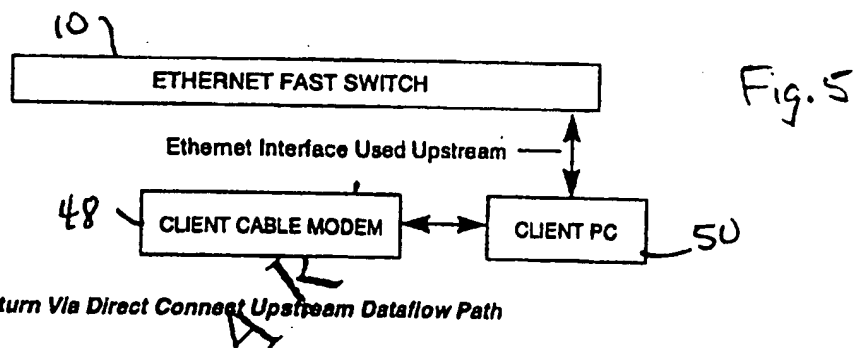 10
ETHERNET FAST SWITCH
Fig. 5
Ethernet Interface Used Upstream
48
CLIENT CABLE MODEM
CLIENT PC
50
turn Via Direct Connect Upstream Dataflow Path